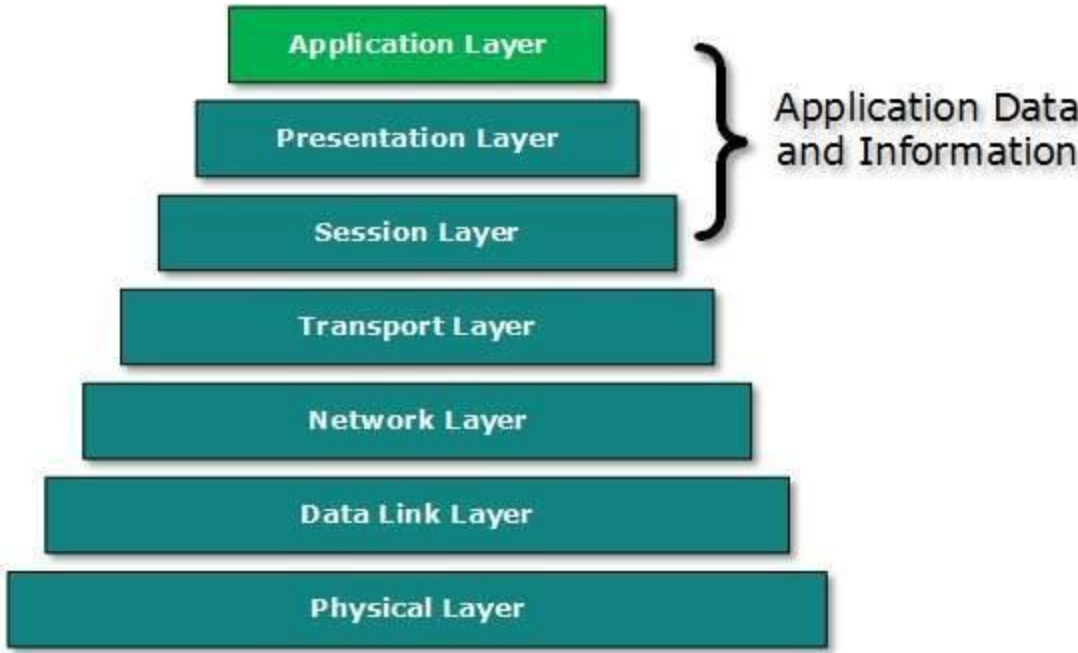 Application Layer
Presentation Layer
Session Layer
Transport Layer
Network Layer
Data Link Layer
Physical Layer
Application Data
and Information